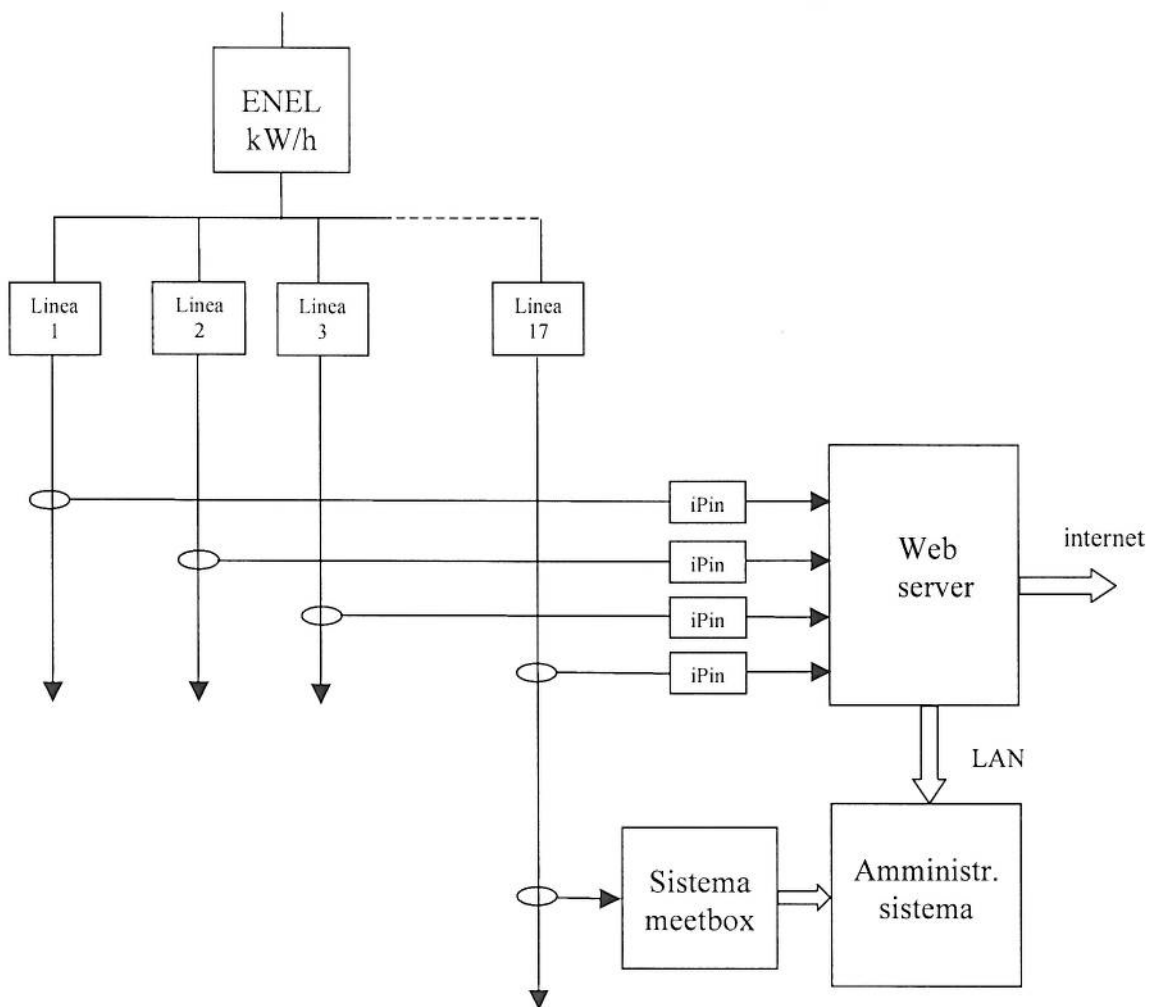 ENEL
kW/h
Linea
1
Linea
2
Linea
3
Linea
17
iPin
iPin
iPin
iPin
Web
server
internet
LAN
Sistema
meetbox
Amministr.
sistema